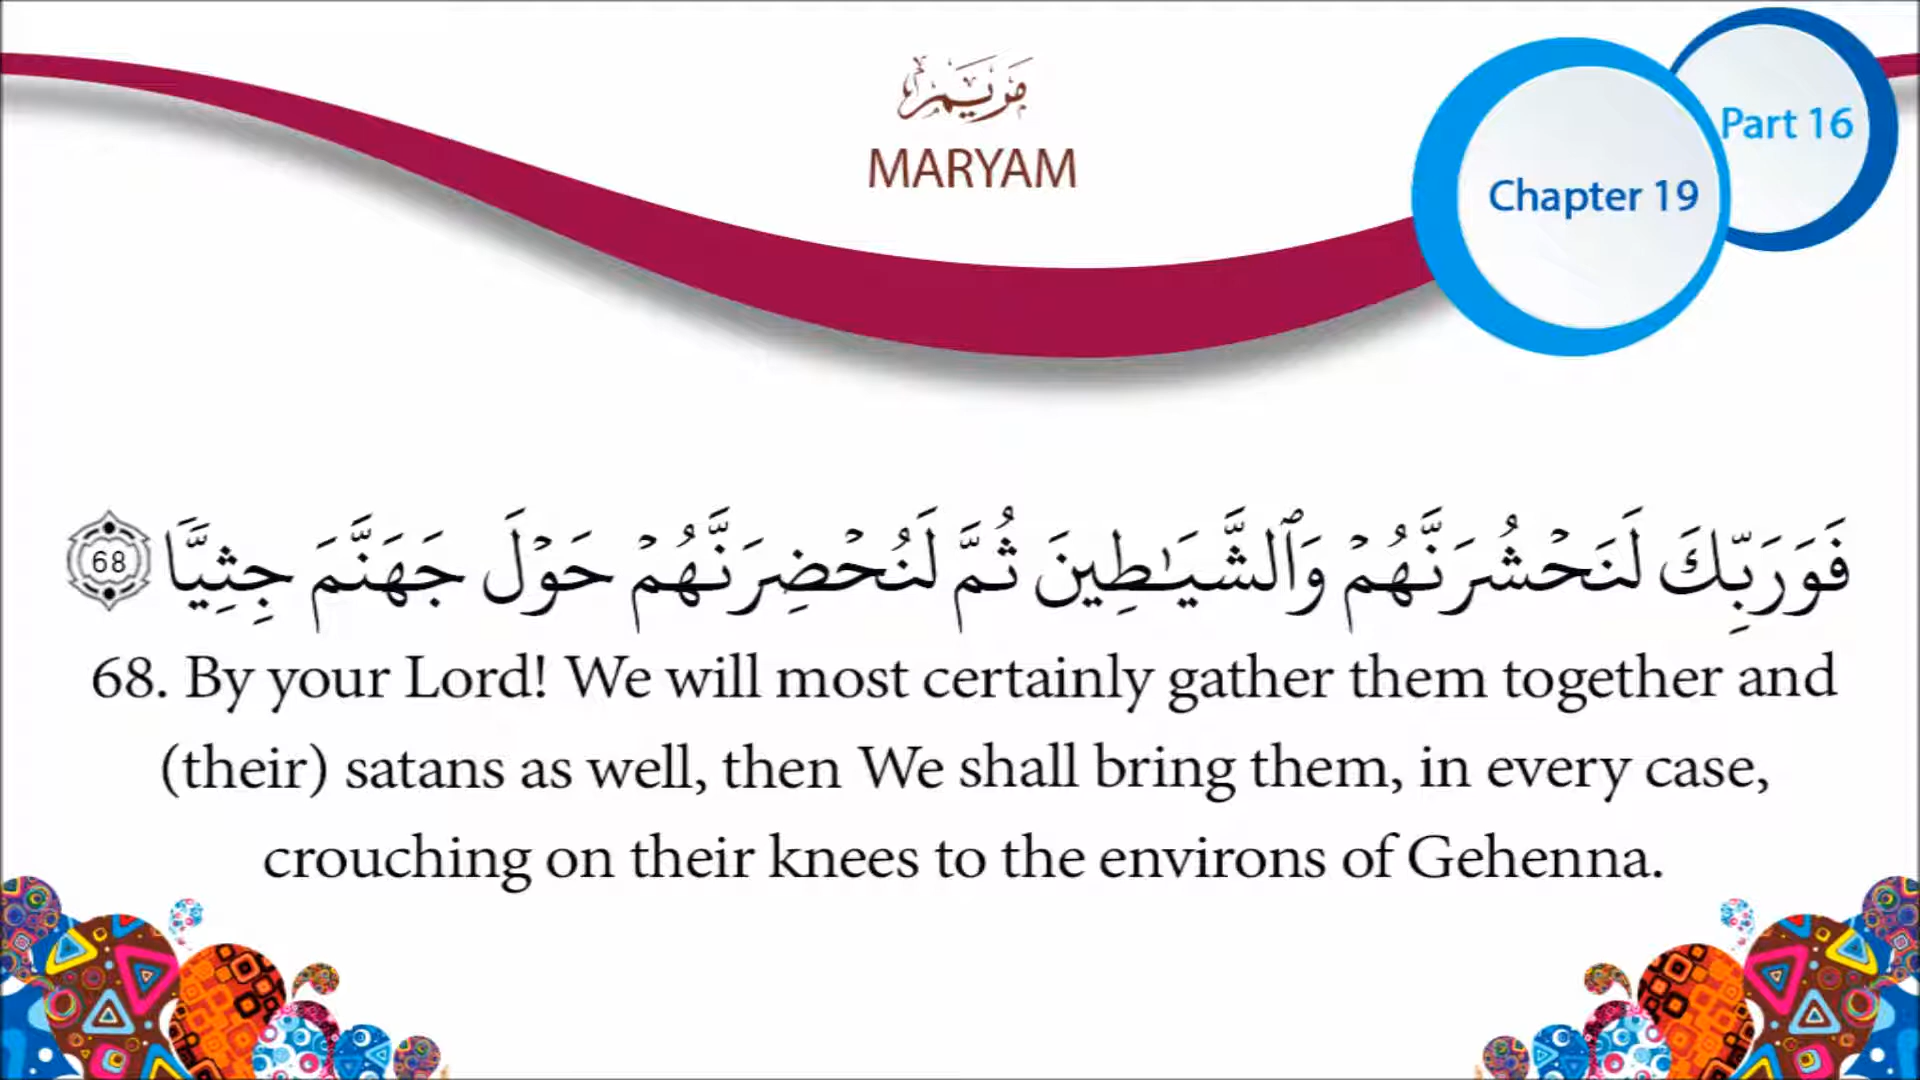 مريم
MARYAM
Part 16
Chapter 19
فَوَرَبِّكَ لَنَحْشُرَنَّهُمْ وَٱلشَّيَـٰطِينَ ثُمَّ لَنُحْضِرَنَّهُمْ حَوْلَ جَهَنَّمَ جِثِيًّا 68
68. By your Lord! We will most certainly gather them together and
(their) satans as well, then We shall bring them, in every case,
crouching on their knees to the environs of Gehenna.